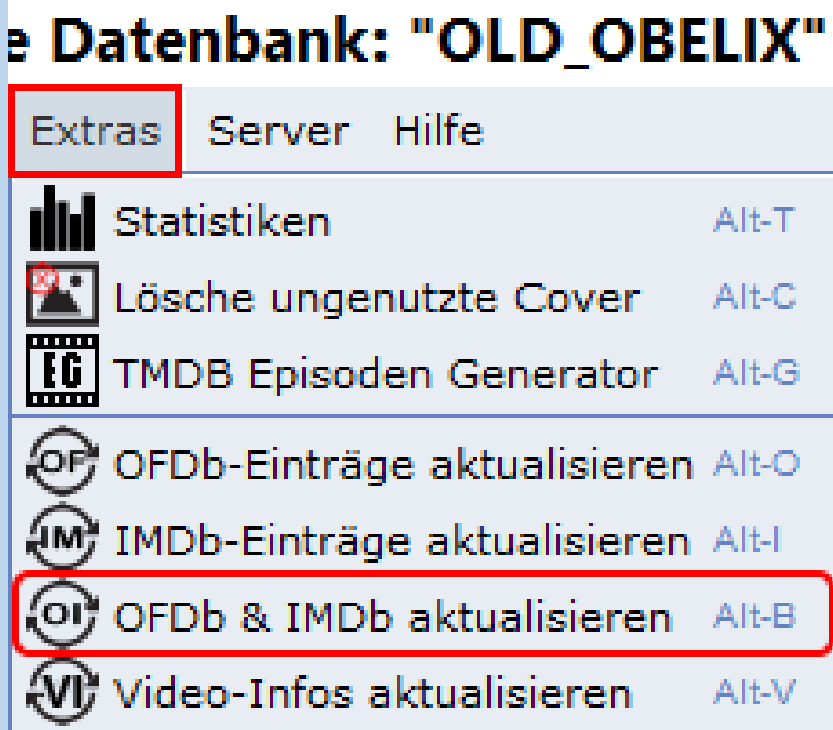 e Datenbank: "OLD_OBELIX"
Extras Server Hilfe
Statistiken Alt-T
Lösche ungenutzte Cover Alt-C
EG TMDB Episoden Generator Alt-G
OF OFDb-Einträge aktualisieren Alt-O
IM IMDb-Einträge aktualisieren Alt-I
OI OFDb & IMDb aktualisieren Alt-B
VI Video-Infos aktualisieren Alt-V